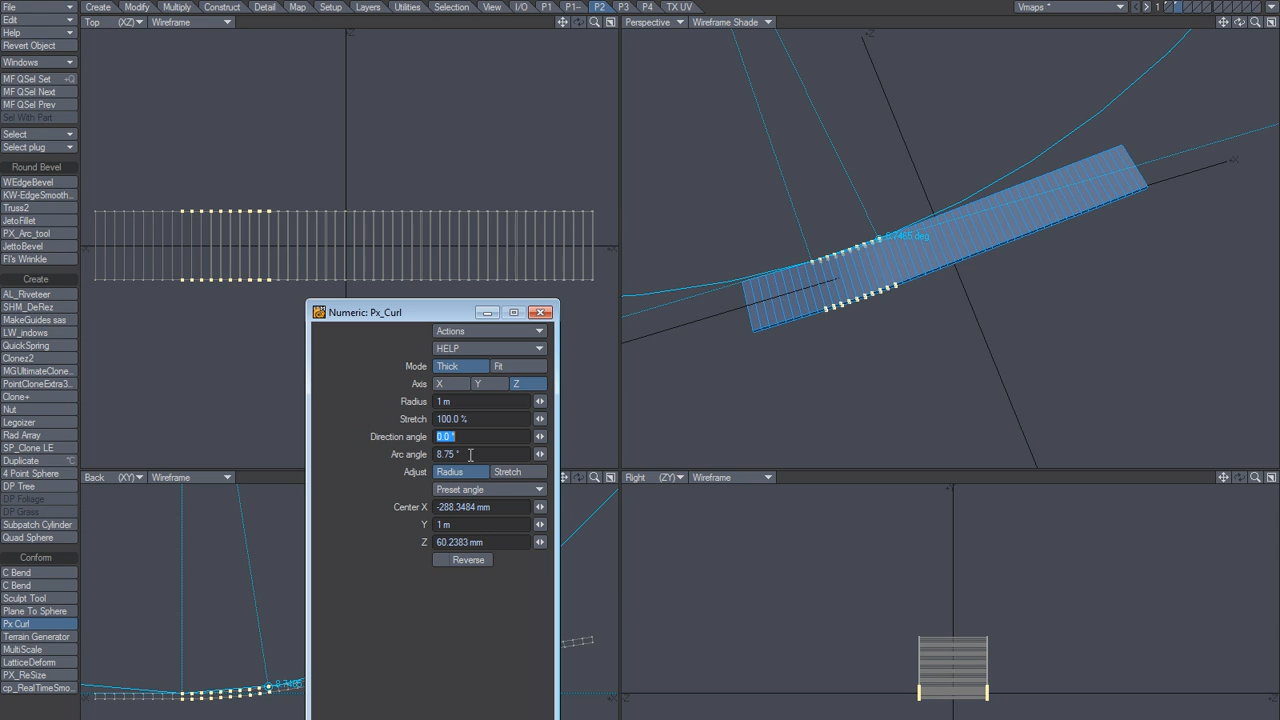 File
Edit
Help
Revert Object
Windows
MF QSel Set +Q
MF QSel Next
MF QSel Prev
Sel With Part
Select
Select plug
Round Bevel
WEdgeBevel
KW-EdgeSmooth...
Truss2
JetoFillet
PX_Arc_tool
JettoBevel
FI's Wrinkle
Create
AL_Riveteer
SHM_DeRez
MakeGuides sas
LW_indows
QuickSpring
Clonez2
MGUltimateClone...
PointCloneExtra3...
Clone+
Nut
Legoizer
Rad Array
SP_Clone LE
Duplicate °C
4 Point Sphere
DP Tree
DP Foliage
DP Grass
Subpatch Cylinder
Quad Sphere
Conform
C Bend
C Bend
Sculpt Tool
Plane To Sphere
Px Curl
Terrain Generator
MultiScale
LatticeDeform
PX_ReSize
cp_RealTimeSmo...
Create Modify Multiply Construct Detail Map Setup Layers Utilities Selection View I/O P1 P1-- P2 P3 P4 TX UV
Vmaps * 1
Top (XZ) Wireframe
Perspective Wireframe Shade
8.7465 deg
+X
Numeric: Px_Curl
Actions
HELP
Mode Thick Fit
Axis X Y Z
Radius 1 m
Stretch 100.0 %
Direction angle 0.0 °
Arc angle 8.75 °
Adjust Radius Stretch
Preset angle
Center X -288.3484 mm
Y 1 m
Z 60.2383 mm
Reverse
Back (XY) Wireframe
8.7465
Right (ZY) Wireframe